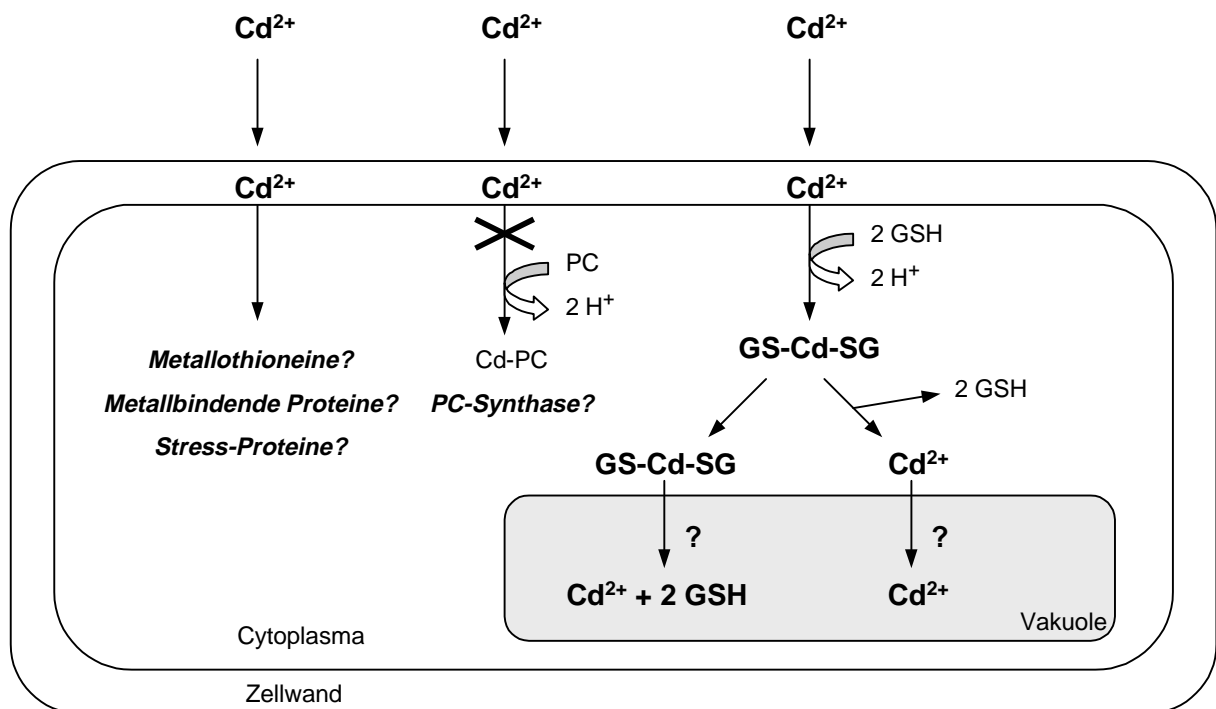 Cd²⁺ Cd²⁺ Cd²⁺
Cd²⁺ Cd²⁺ Cd²⁺
2 GSH
PC
2 H⁺
2 H⁺
GS-Cd-SG
Metallothioneine?
Cd-PC
2 GSH
Metallbindende Proteine?
PC-Synthase?
Stress-Proteine?
GS-Cd-SG
Cd²⁺
?
?
Cd²⁺ + 2 GSH
Cd²⁺
Vakuole
Cytoplasma
Zellwand